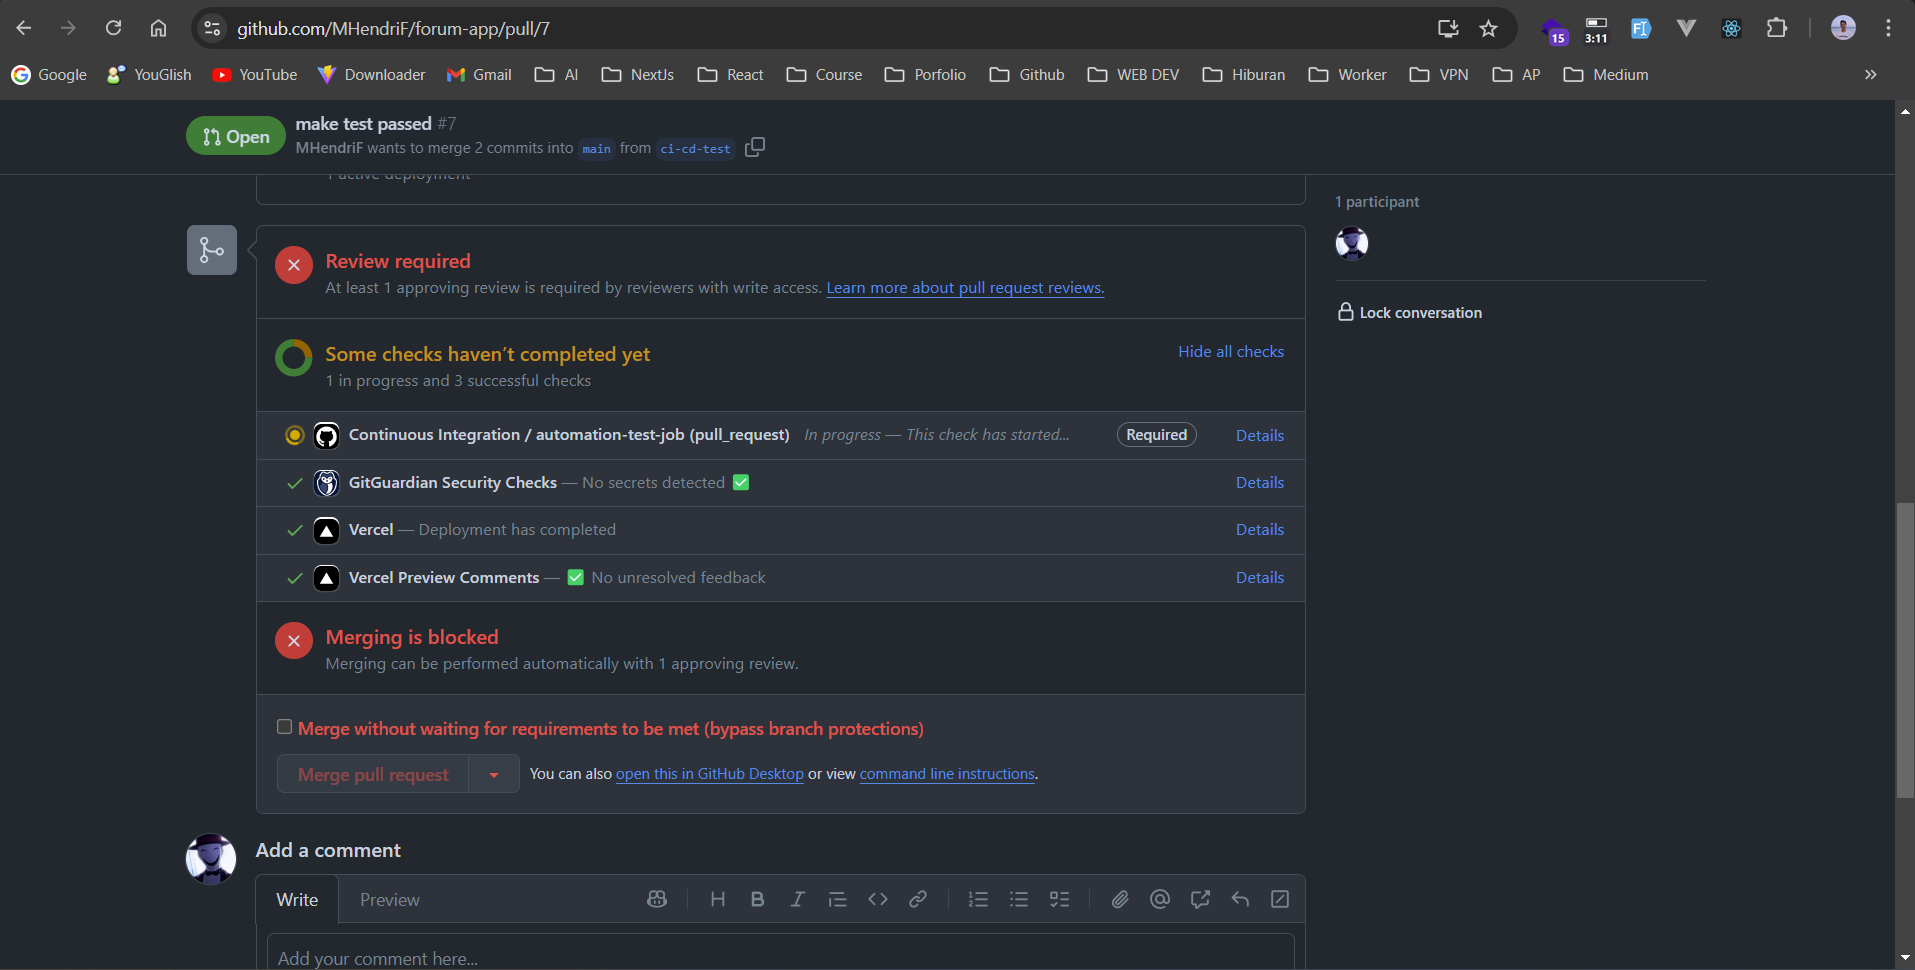 github.com/MHendriF/forum-app/pull/7
15
3:11
Google YouGlish YouTube Downloader Gmail AI NextJs React Course Porfolio Github WEB DEV Hiburan Worker VPN AP Medium
Open
make test passed #7
MHendriF wants to merge 2 commits into main from ci-cd-test
1 active deployment
1 participant
Lock conversation
Review required
At least 1 approving review is required by reviewers with write access. Learn more about pull request reviews.
Some checks haven’t completed yet
Hide all checks
1 in progress and 3 successful checks
Continuous Integration / automation-test-job (pull_request) In progress — This check has started... Required Details
GitGuardian Security Checks — No secrets detected ✅ Details
Vercel — Deployment has completed Details
Vercel Preview Comments — ✅ No unresolved feedback Details
Merging is blocked
Merging can be performed automatically with 1 approving review.
Merge without waiting for requirements to be met (bypass branch protections)
Merge pull request You can also open this in GitHub Desktop or view command line instructions.
Add a comment
Write Preview
Add your comment here...